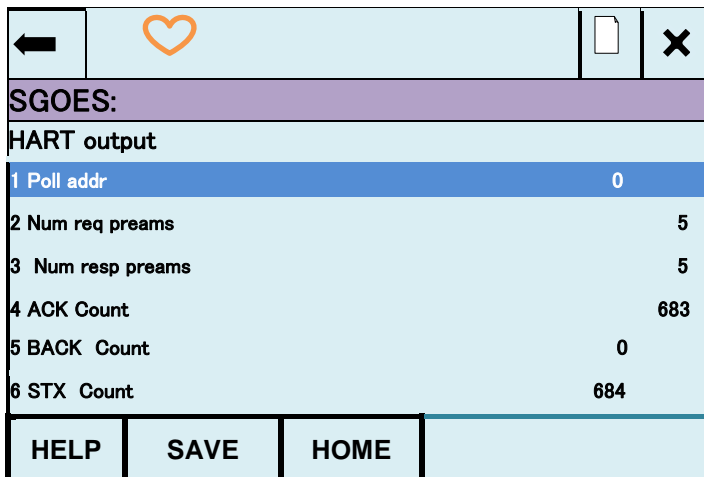 SGOES:
HART output
1 Poll addr 0
2 Num req preams 5
3 Num resp preams 5
4 ACK Count 683
5 BACK Count 0
6 STX Count 684
HELP SAVE HOME